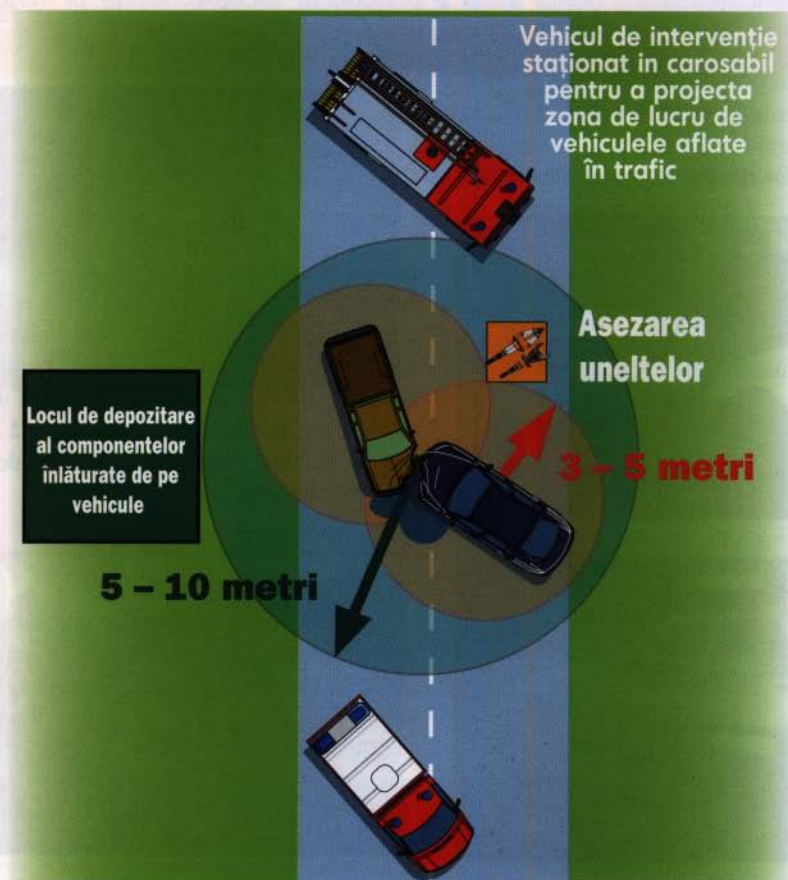 Vehicul de intervenție
staționat in carosabil
pentru a projecta
zona de lucru de
vehiculele aflate
în trafic
Asezarea
uneltelor
Locul de depozitare
al componentelor
înlăturate de pe
vehicule
3 – 5 metri
5 – 10 metri